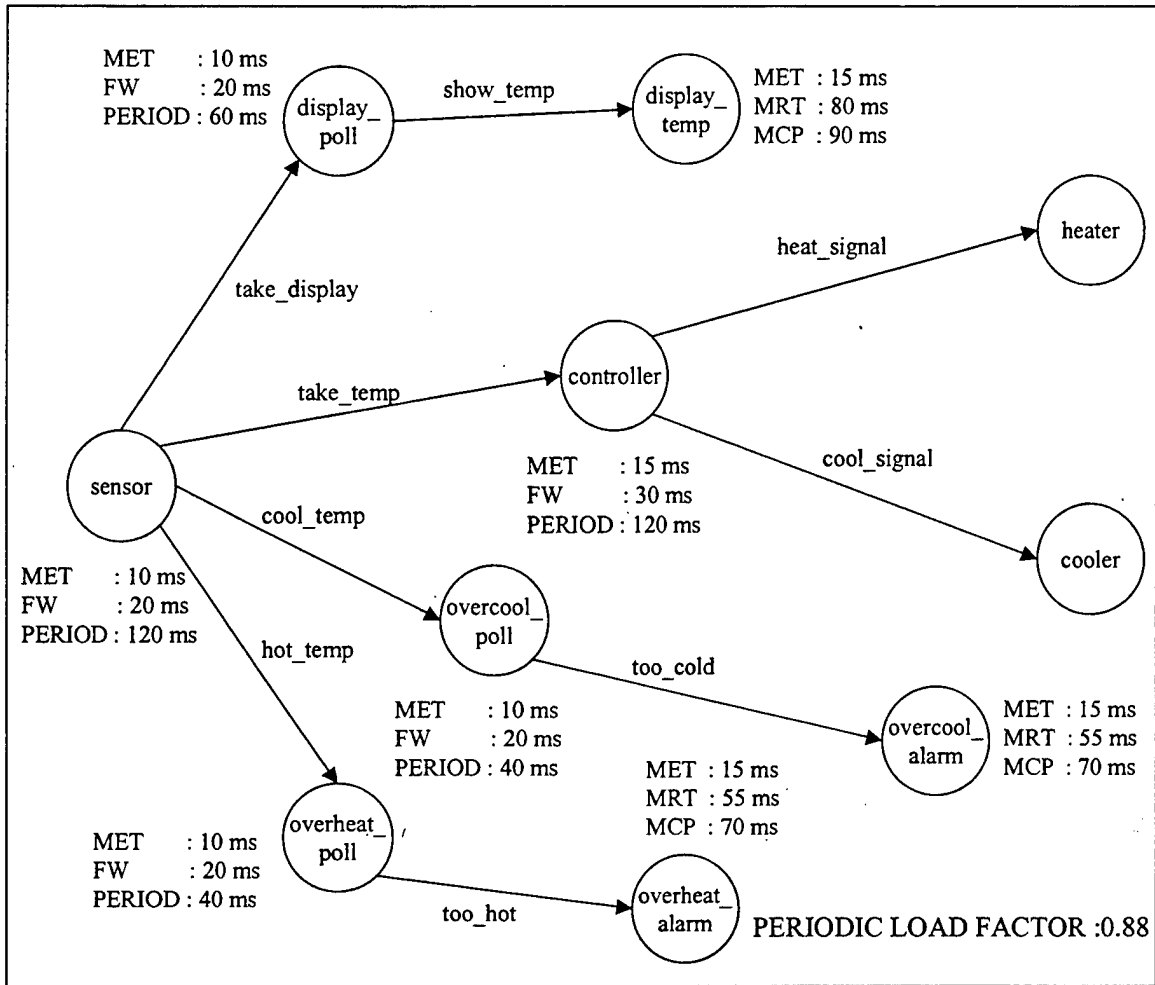 MET : 10 ms
FW : 20 ms
PERIOD : 60 ms
display_
poll
show_temp
display_
temp
MET : 15 ms
MRT : 80 ms
MCP : 90 ms
take_display
heat_signal
heater
take_temp
controller
MET : 15 ms
FW : 30 ms
PERIOD : 120 ms
cool_signal
cooler
sensor
MET : 10 ms
FW : 20 ms
PERIOD : 120 ms
cool_temp
overcool_
poll
MET : 10 ms
FW : 20 ms
PERIOD : 40 ms
too_cold
overcool_
alarm
MET : 15 ms
MRT : 55 ms
MCP : 70 ms
hot_temp
overheat_
poll
MET : 10 ms
FW : 20 ms
PERIOD : 40 ms
too_hot
MET : 15 ms
MRT : 55 ms
MCP : 70 ms
overheat_
alarm
PERIODIC LOAD FACTOR :0.88